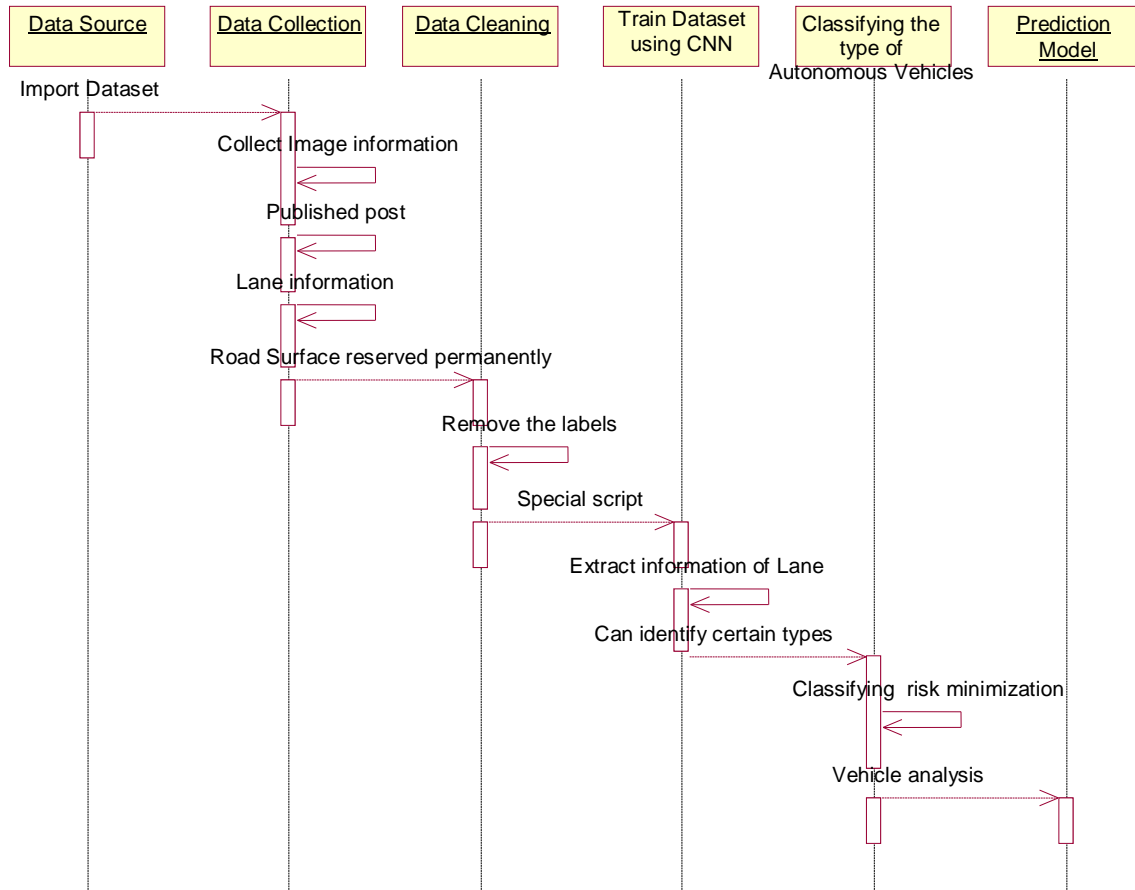 Data Source
Data Collection
Data Cleaning
Train Dataset
using CNN
Classifying the
type of
Autonomous Vehicles
Prediction
Model
Import Dataset
Collect Image information
Published post
Lane information
Road Surface reserved permanently
Remove the labels
Special script
Extract information of Lane
Can identify certain types
Classifying  risk minimization
Vehicle analysis